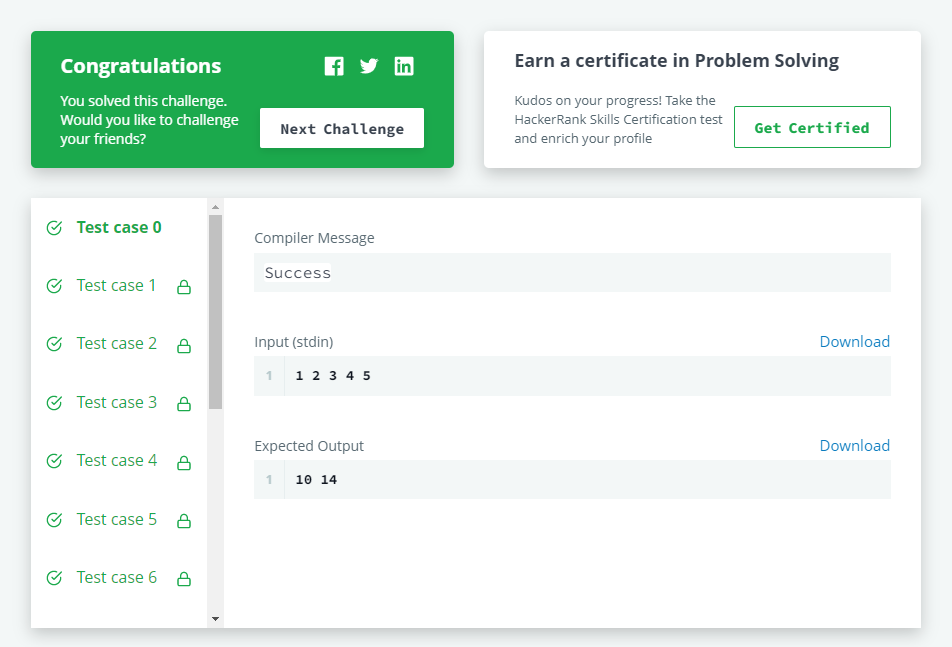 Congratulations
You solved this challenge.
Would you like to challenge
your friends?
Next Challenge
Earn a certificate in Problem Solving
Kudos on your progress! Take the
HackerRank Skills Certification test
and enrich your profile
Get Certified
Test case 0
Test case 1
Test case 2
Test case 3
Test case 4
Test case 5
Test case 6
Compiler Message
Success
Input (stdin)
Download
1 1 2 3 4 5
Expected Output
Download
1 10 14